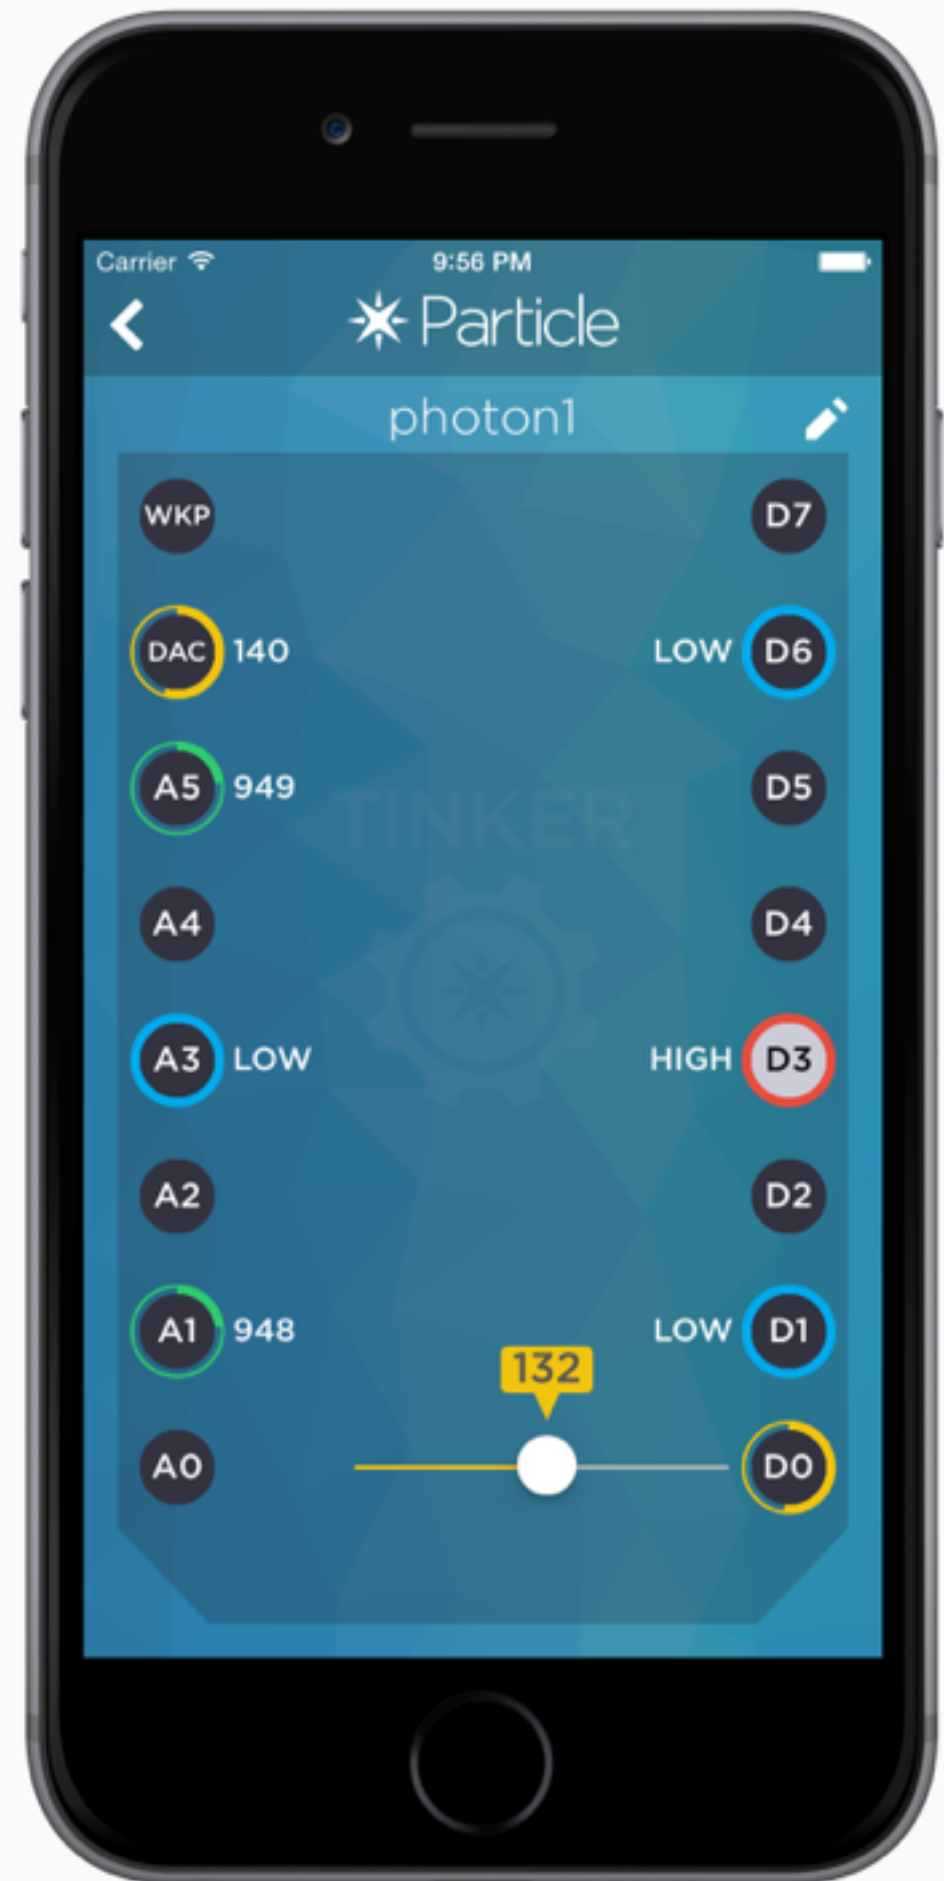 Carrier 9:56 PM
Particle
photon1
WKP D7
DAC 140 LOW D6
A5 949 D5
TINKER
A4 D4
A3 LOW HIGH D3
A2 D2
A1 948 LOW D1
132
A0 D0